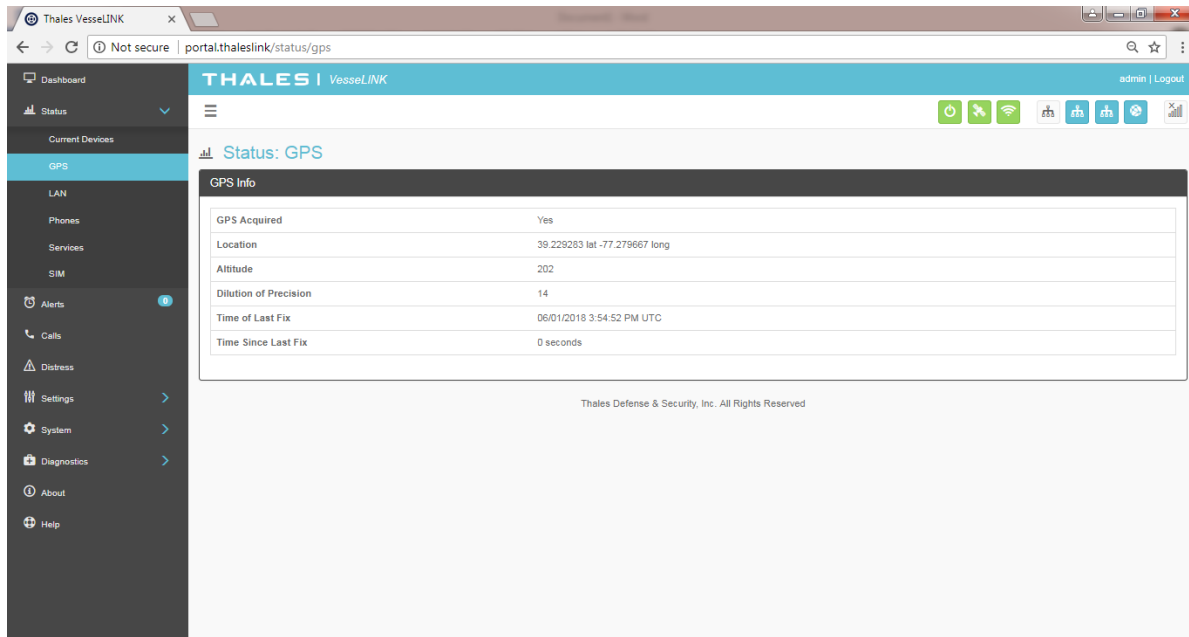 Thales VesseLINK
Not secure | portal.thaleslink/status/gps
Dashboard
THALES | VesseLINK
admin | Logout
Status
Current Devices
Status: GPS
GPS
GPS Info
LAN
Phones
GPS Acquired Yes
Services
Location 39.229283 lat -77.279667 long
SIM
Altitude 202
Alerts 0
Dilution of Precision 14
Time of Last Fix 06/01/2018 3:54:52 PM UTC
Calls
Time Since Last Fix 0 seconds
Distress
Settings
Thales Defense & Security, Inc. All Rights Reserved
System
Diagnostics
About
Help